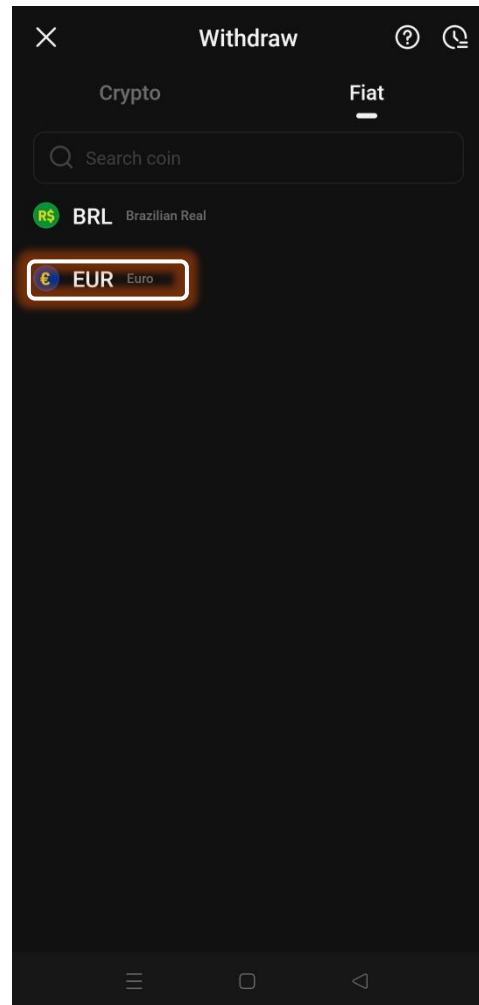 Withdraw
Crypto Fiat
Search coin
R$ BRL Brazilian Real
€ EUR Euro